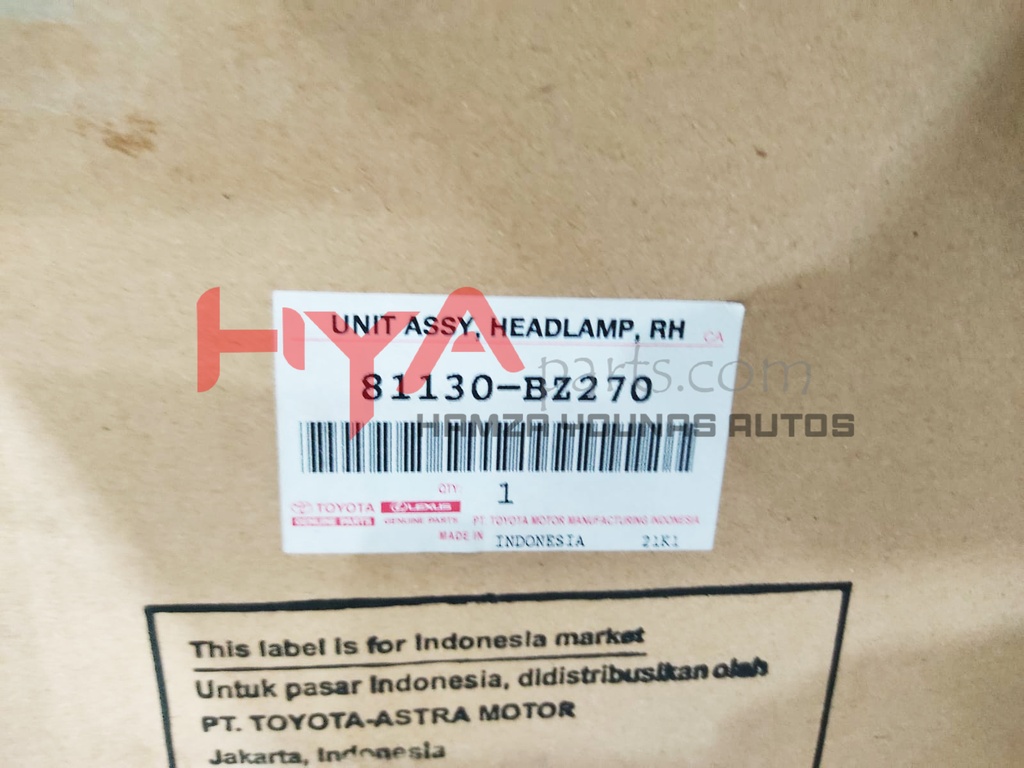 UNIT ASSY, HEADLAMP, RH
CA
HYA
parts.com
81130-BZ270
HAMZA YOUNAS AUTOS
QTY
1
TOYOTA
LEXUS
GENUINE PARTS
GENUINE PARTS
PT. TOYOTA MOTOR MANUFACTURING INDONESIA
MADE IN INDONESIA 21K1
This label is for Indonesia market
Untuk pasar Indonesia, didistribusikan oleh
PT. TOYOTA-ASTRA MOTOR
Jakarta, Indonesia